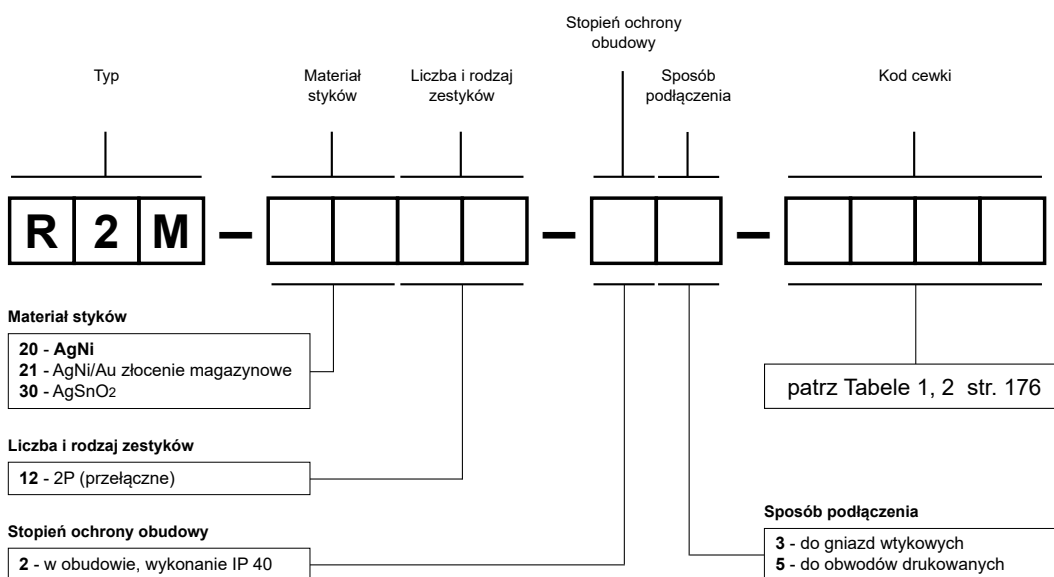 Stopień ochrony
obudowy
Typ
Materiał
styków
Liczba i rodzaj
zestyków
Sposób
podłączenia
Kod cewki
R 2 M – – –
Materiał styków
20 - AgNi
21 - AgNi/Au złocenie magazynowe
30 - AgSnO2
patrz Tabele 1, 2 str. 176
Liczba i rodzaj zestyków
12 - 2P (przełączne)
Stopień ochrony obudowy
2 - w obudowie, wykonanie IP 40
Sposób podłączenia
3 - do gniazd wtykowych
5 - do obwodów drukowanych